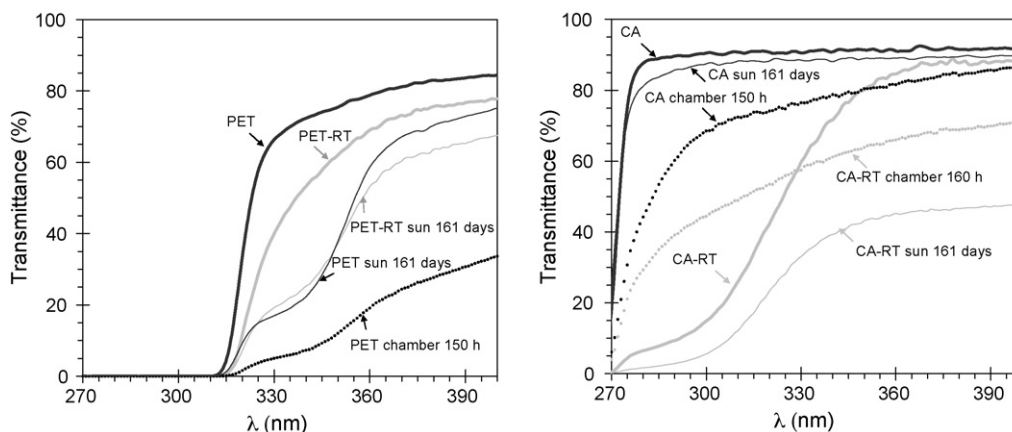 100
80
60
40
20
0
Transmittance (%)
PET
PET-RT
PET-RT sun 161 days
PET sun 161 days
PET chamber 150 h
270 300 330 360 390
λ (nm)
100
80
60
40
20
0
Transmittance (%)
CA
CA sun 161 days
CA chamber 150 h
CA-RT chamber 160 h
CA-RT
CA-RT sun 161 days
270 300 330 360 390
λ (nm)